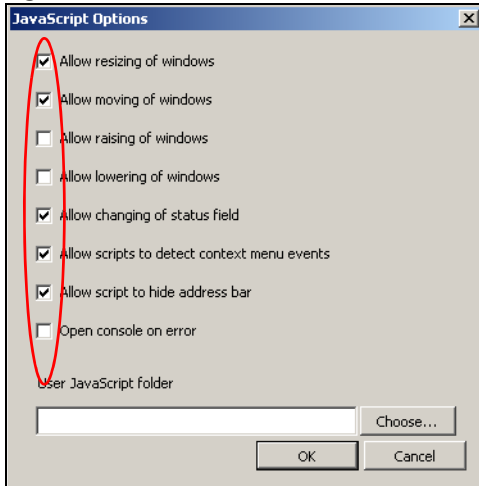 JavaScript Options
Allow resizing of windows
Allow moving of windows
Allow raising of windows
Allow lowering of windows
Allow changing of status field
Allow scripts to detect context menu events
Allow script to hide address bar
Open console on error
User JavaScript folder
Choose...
OK Cancel